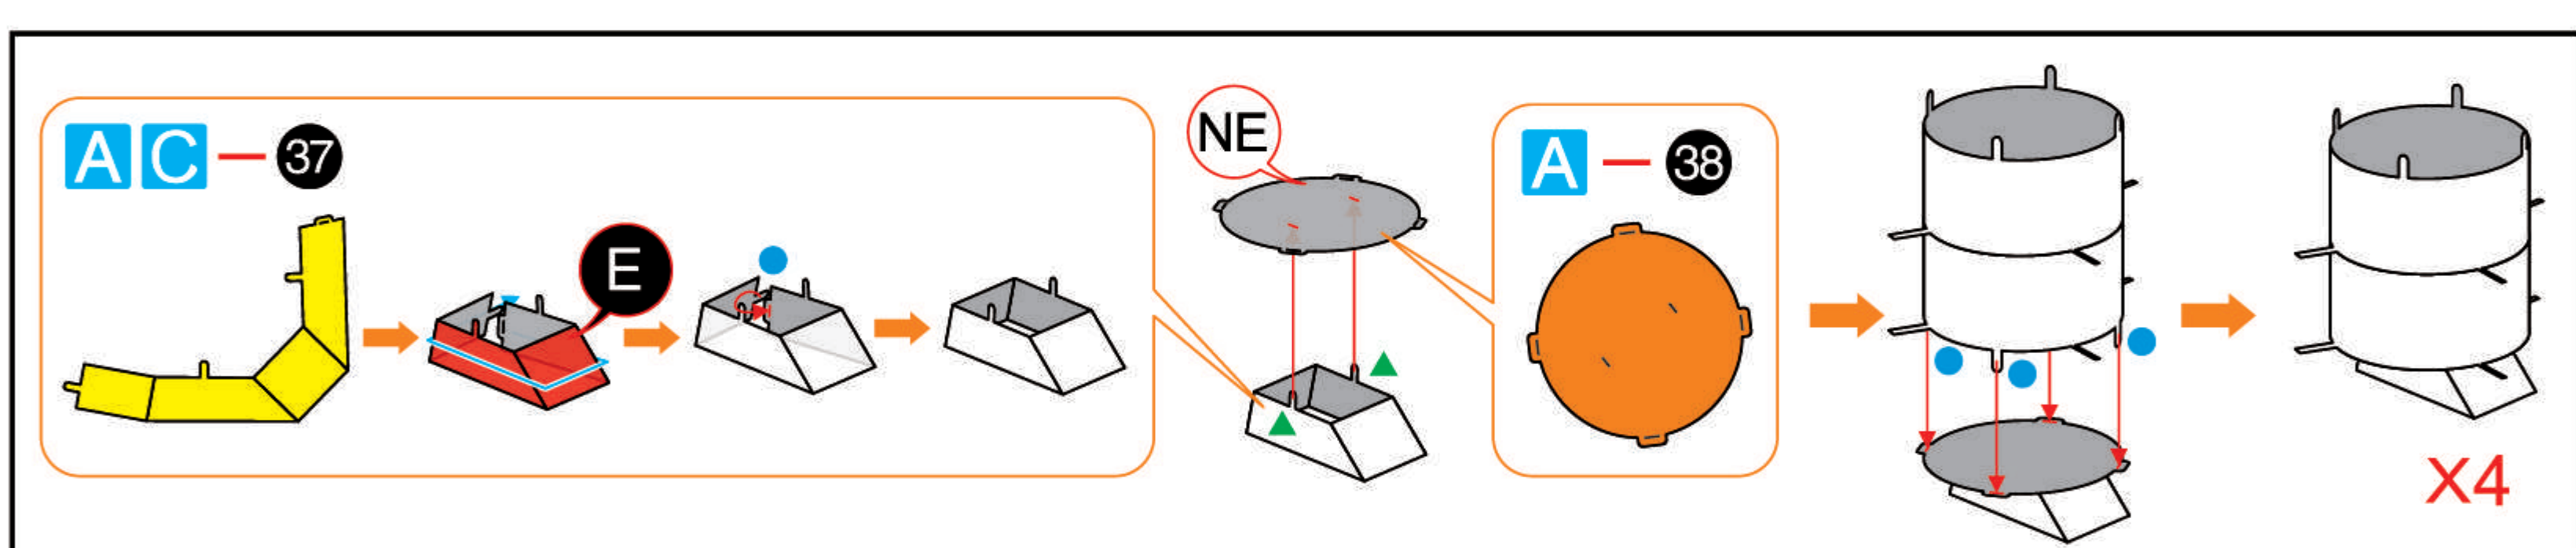 A C — 37
E
NE
A — 38
X4